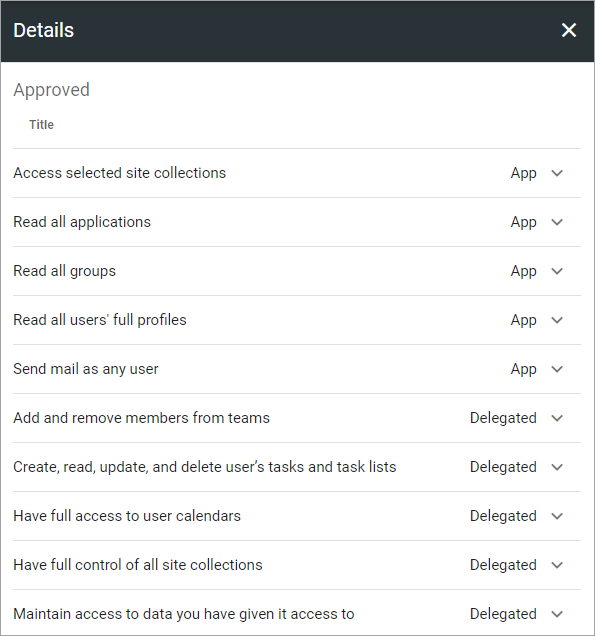 Details
Approved
Title
Access selected site collections App
Read all applications App
Read all groups App
Read all users' full profiles App
Send mail as any user App
Add and remove members from teams Delegated
Create, read, update, and delete user’s tasks and task lists Delegated
Have full access to user calendars Delegated
Have full control of all site collections Delegated
Maintain access to data you have given it access to Delegated